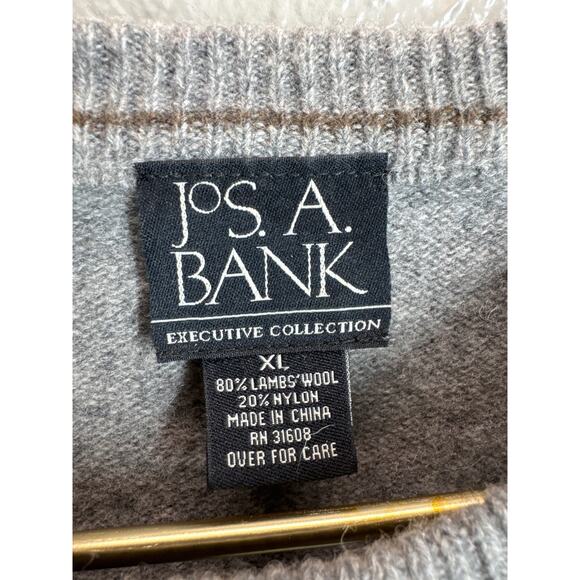 JOS. A.
BANK
EXECUTIVE COLLECTION
XL
80% LAMBS' WOOL
20% NYLON
MADE IN CHINA
RN 31608
OVER FOR CARE